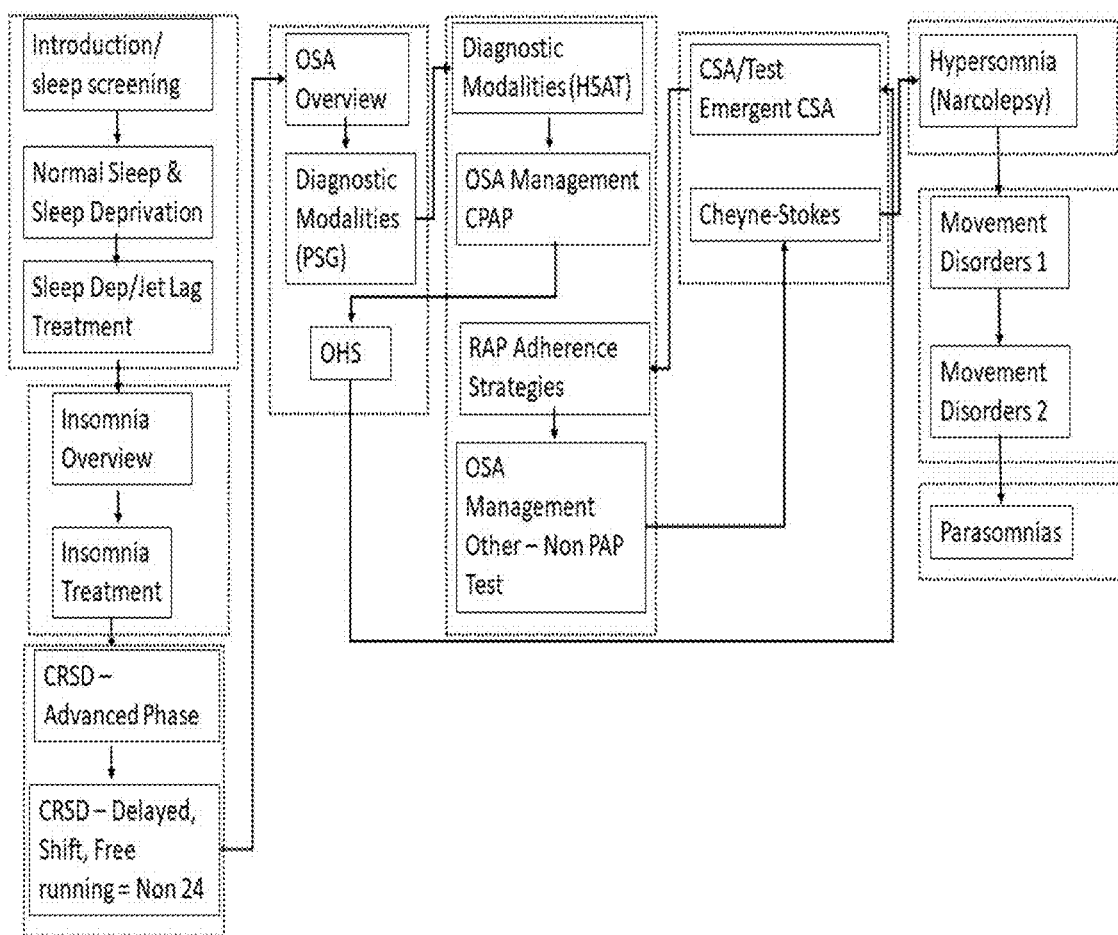 Introduction/
sleep screening
Normal Sleep &
Sleep Deprivation
Sleep Dep/Jet Lag
Treatment
Insomnia
Overview
Insomnia
Treatment
CRSD –
Advanced Phase
CRSD – Delayed,
Shift, Free
running = Non 24
OSA
Overview
Diagnostic
Modalities
(PSG)
OHS
Diagnostic
Modalities (HSAT)
OSA Management
CPAP
RAP Adherence
Strategies
OSA
Management
Other – Non PAP
Test
CSA/Test
Emergent CSA
Cheyne-Stokes
Hypersomnia
(Narcolepsy)
Movement
Disorders 1
Movement
Disorders 2
Parasomnias